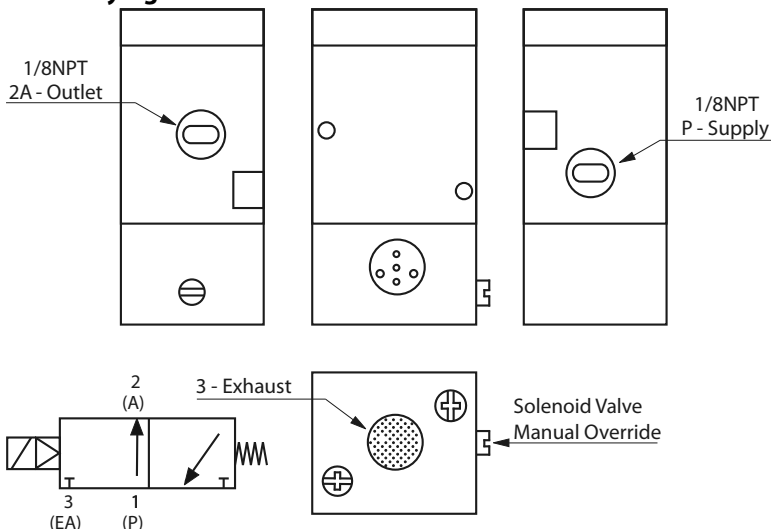 1/8NPT
2A - Outlet
1/8NPT
P - Supply
2
(A)
3 - Exhaust
Solenoid Valve
Manual Override
3
(EA)
1
(P)